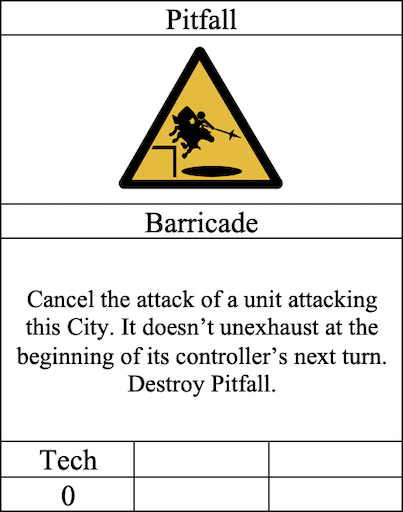 Pitfall
Barricade
Cancel the attack of a unit attacking
this City. It doesn’t unexhaust at the
beginning of its controller’s next turn.
Destroy Pitfall.
Tech
0